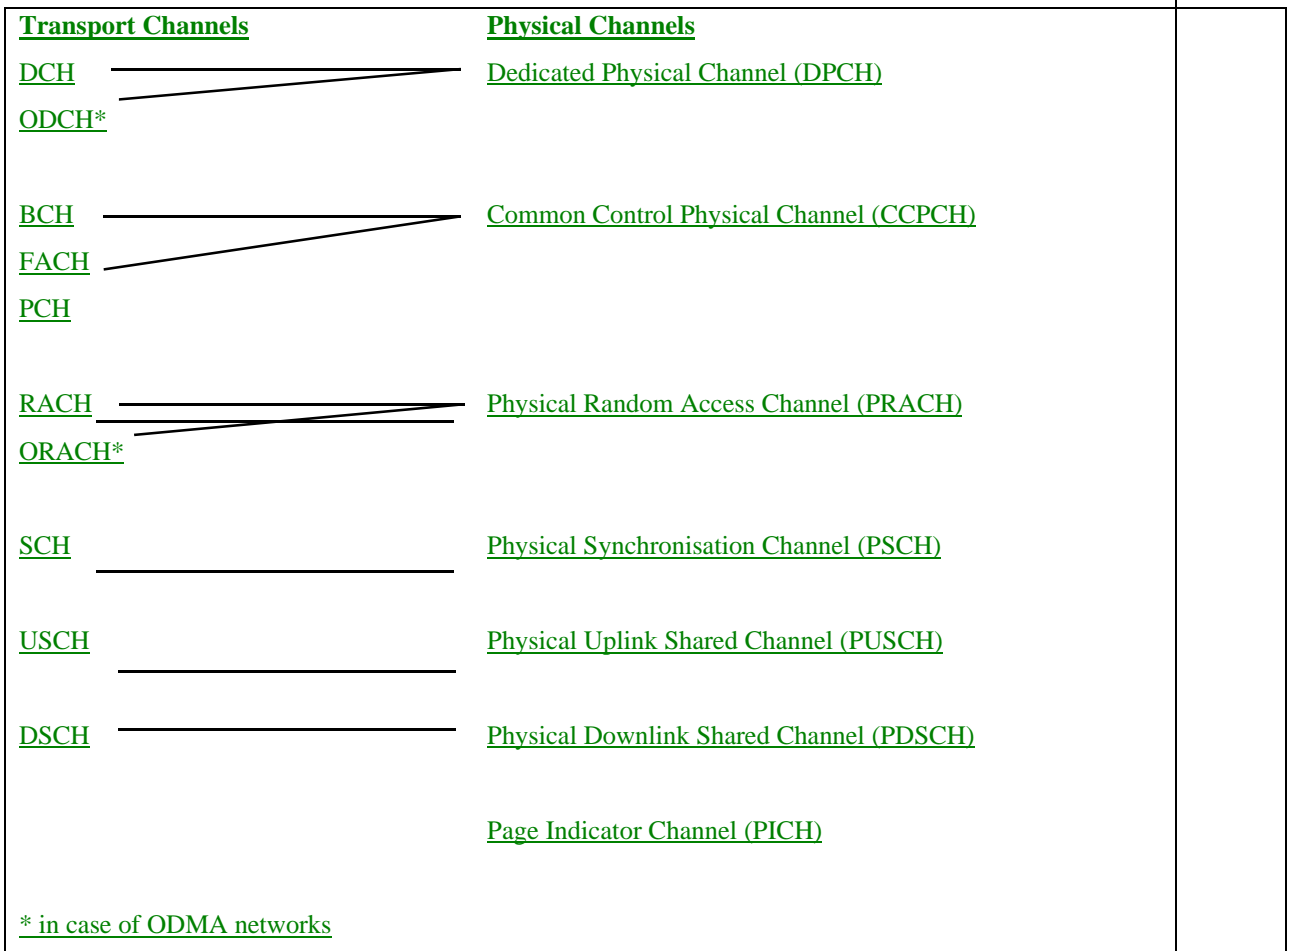 Transport Channels Physical Channels
DCH Dedicated Physical Channel (DPCH)
ODCH*
BCH Common Control Physical Channel (CCPCH)
FACH
PCH
RACH Physical Random Access Channel (PRACH)
ORACH*
SCH Physical Synchronisation Channel (PSCH)
USCH Physical Uplink Shared Channel (PUSCH)
DSCH Physical Downlink Shared Channel (PDSCH)
Page Indicator Channel (PICH)
* in case of ODMA networks